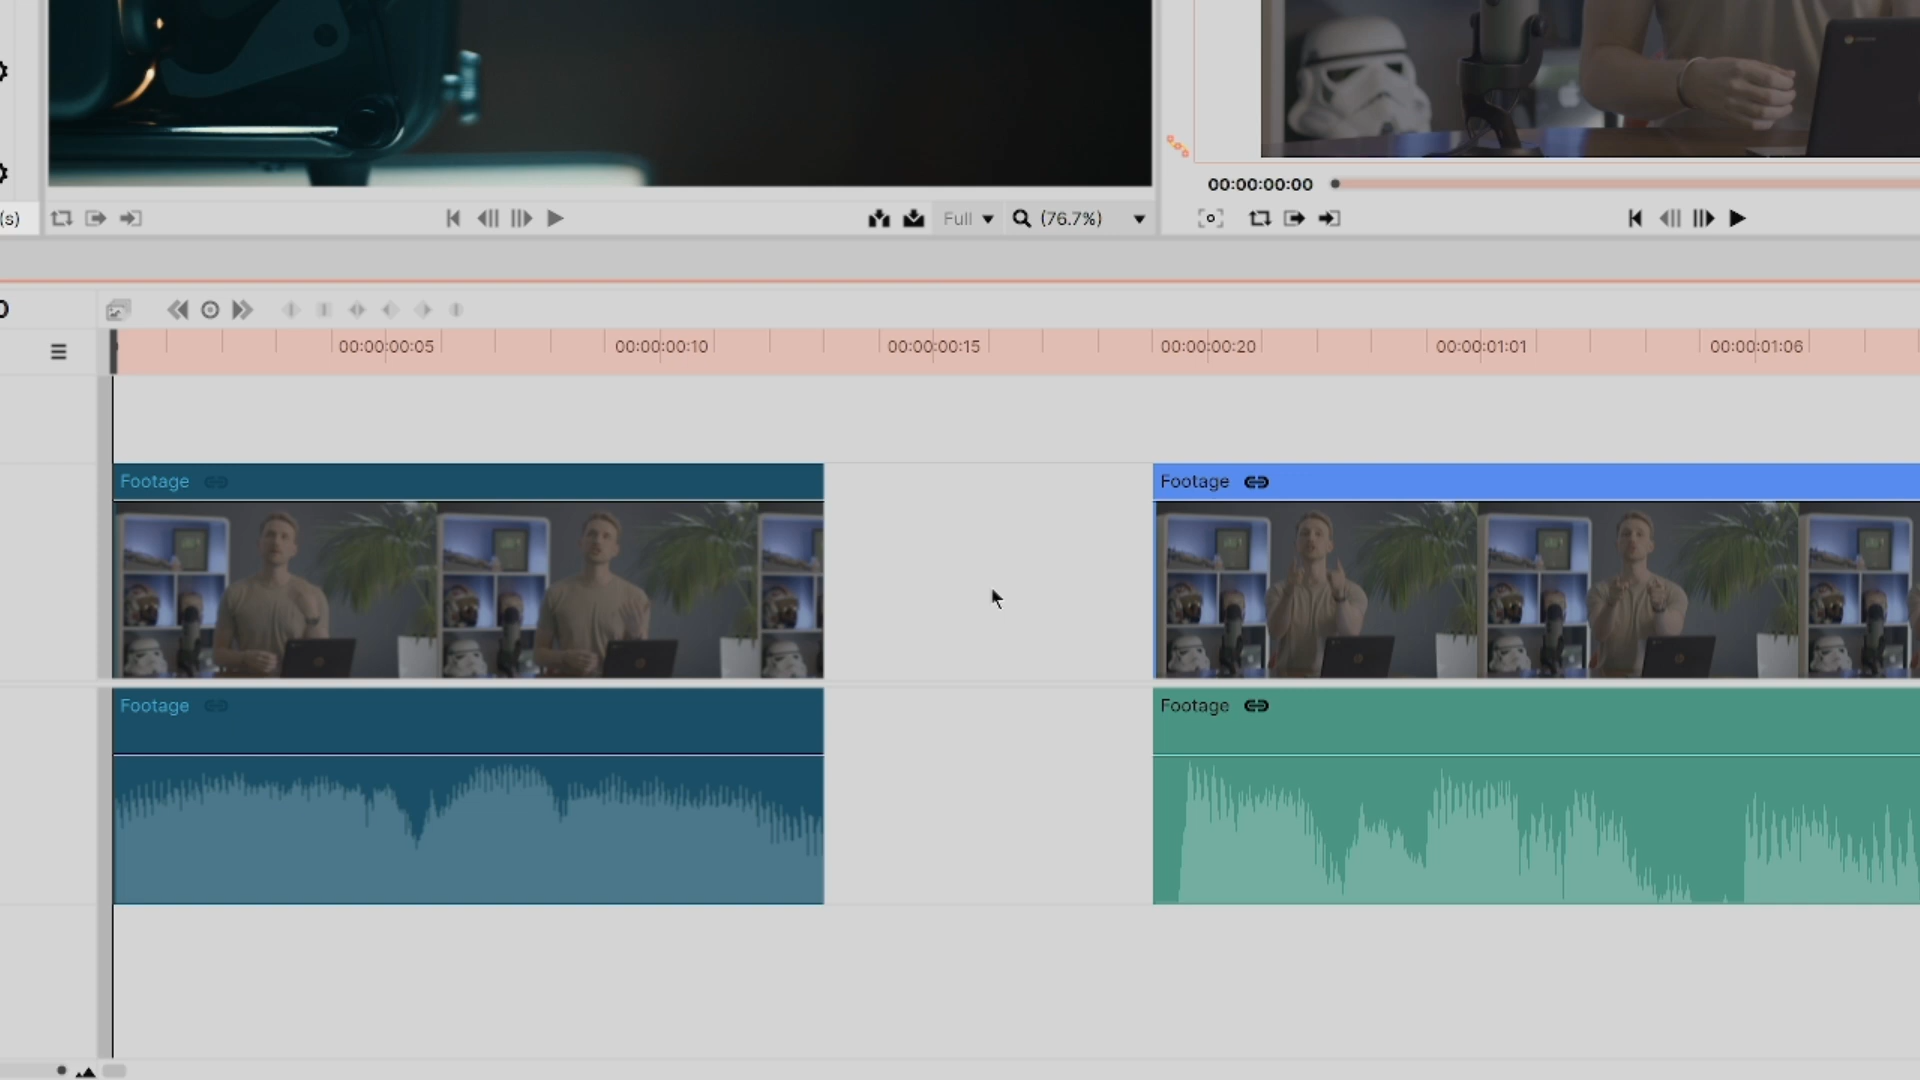 (s)
Full
(76.7%)
00:00:00:00
00:00:00:05
00:00:00:10
00:00:00:15
00:00:00:20
00:00:01:01
00:00:01:06
Footage
Footage
Footage
Footage